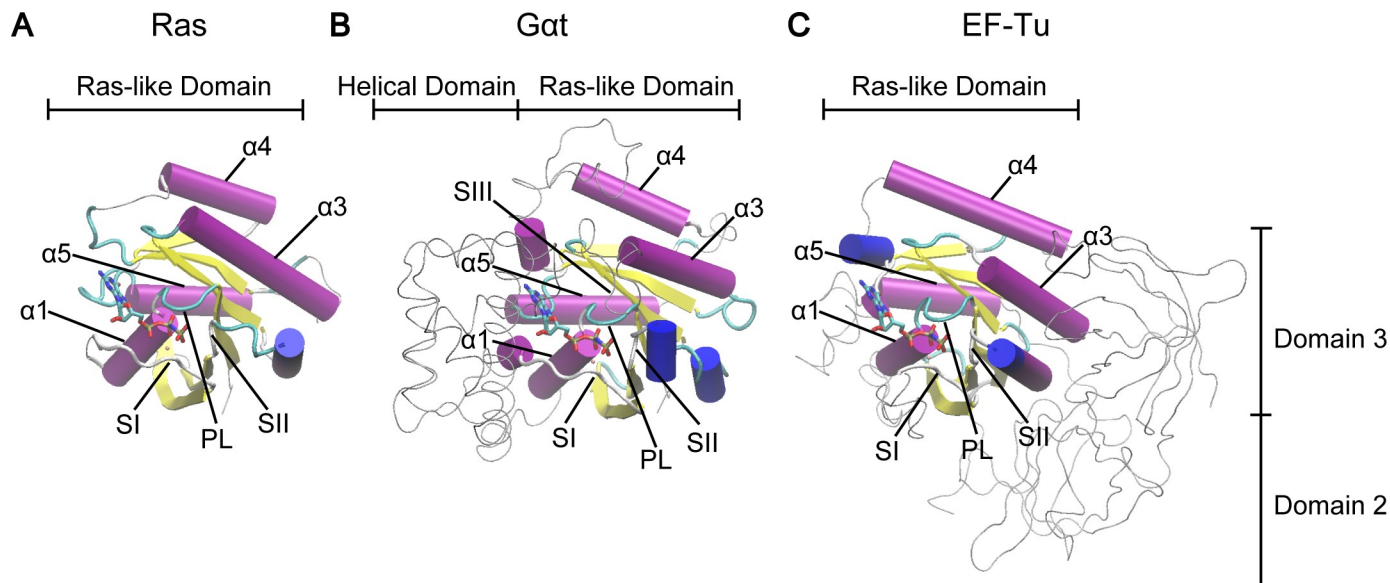 A Ras
Ras-like Domain
α4
α3
α5
α1
SI
PL
SII
B Gαt
Helical Domain Ras-like Domain
α4
SIII
α3
α5
α1
SI
PL
SII
C EF-Tu
Ras-like Domain
α4
α3
α5
α1
SI
PL
SII
Domain 3
Domain 2